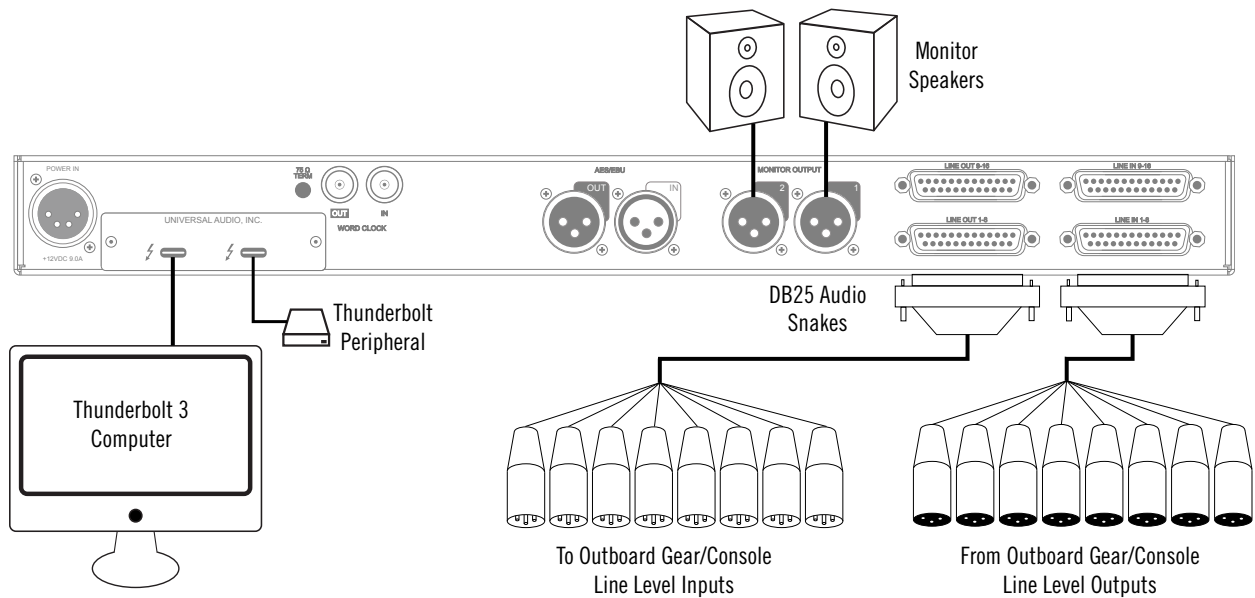 Monitor
Speakers
POWER IN
75 Ω
TERM
AES/EBU
MONITOR OUTPUT
LINE OUT 9-16
LINE IN 9-16
OUT
IN
2
1
UNIVERSAL AUDIO, INC.
OUT
IN
WORD CLOCK
LINE OUT 1-8
LINE IN 1-8
+12VDC 9.0A
DB25 Audio
Snakes
Thunderbolt
Peripheral
Thunderbolt 3
Computer
To Outboard Gear/Console
Line Level Inputs
From Outboard Gear/Console
Line Level Outputs